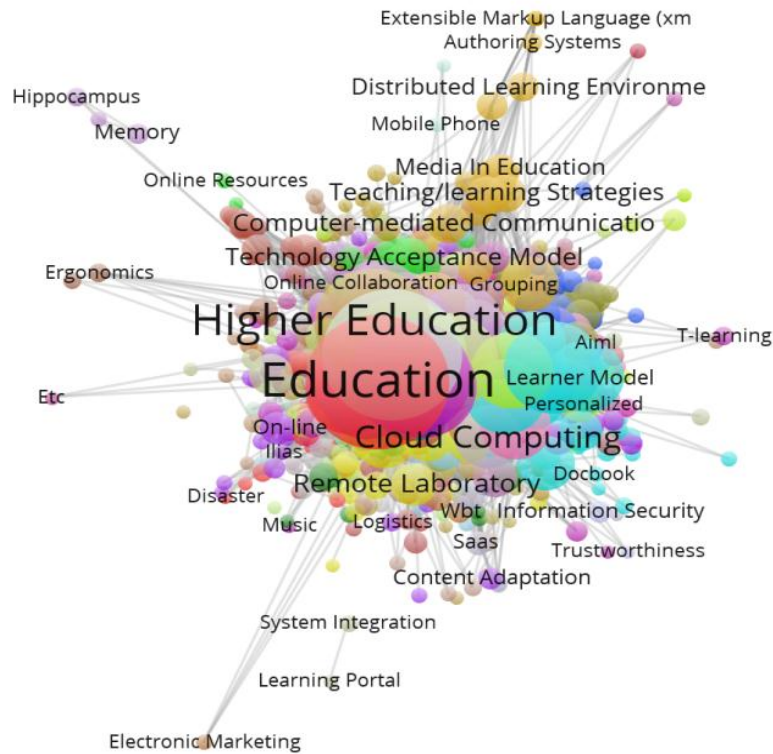 Extensible Markup Language (xm
Authoring Systems
Distributed Learning Environme
Hippocampus
Mobile Phone
Memory
Media In Education
Online Resources
Teaching/learning Strategies
Computer-mediated Communicatio
Technology Acceptance Model
Ergonomics
Online Collaboration
Grouping
Higher Education
T-learning
Aiml
Education
Learner Model
Etc
Personalized
On-line
Cloud Computing
Ilias
Docbook
Remote Laboratory
Disaster
Wbt
Information Security
Music
Logistics
Saas
Trustworthiness
Content Adaptation
System Integration
Learning Portal
Electronic Marketing